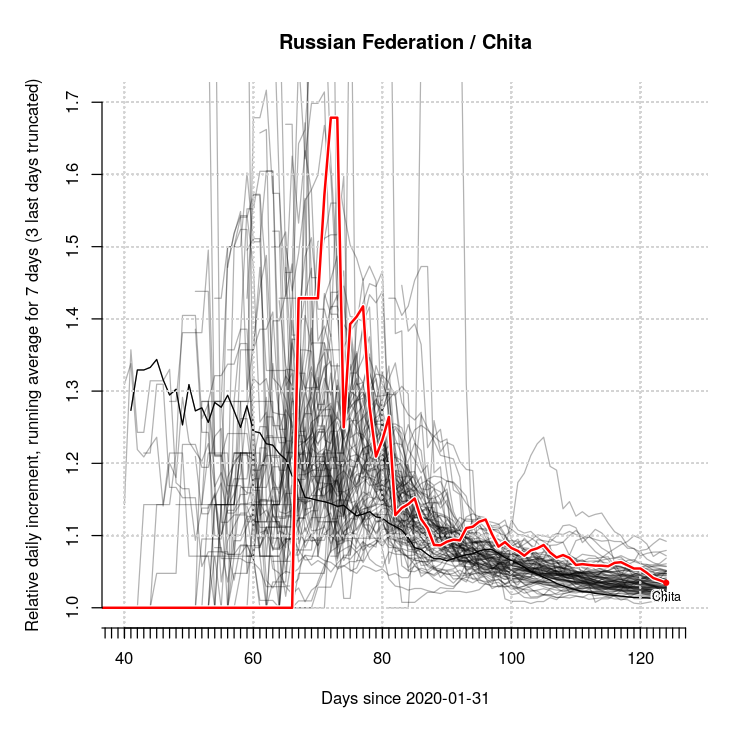 Russian Federation / Chita
Relative daily increment, running average for 7 days (3 last days truncated)
1.7
1.6
1.5
1.4
1.3
1.2
1.1
1.0
Chita
40 60 80 100 120
Days since 2020-01-31